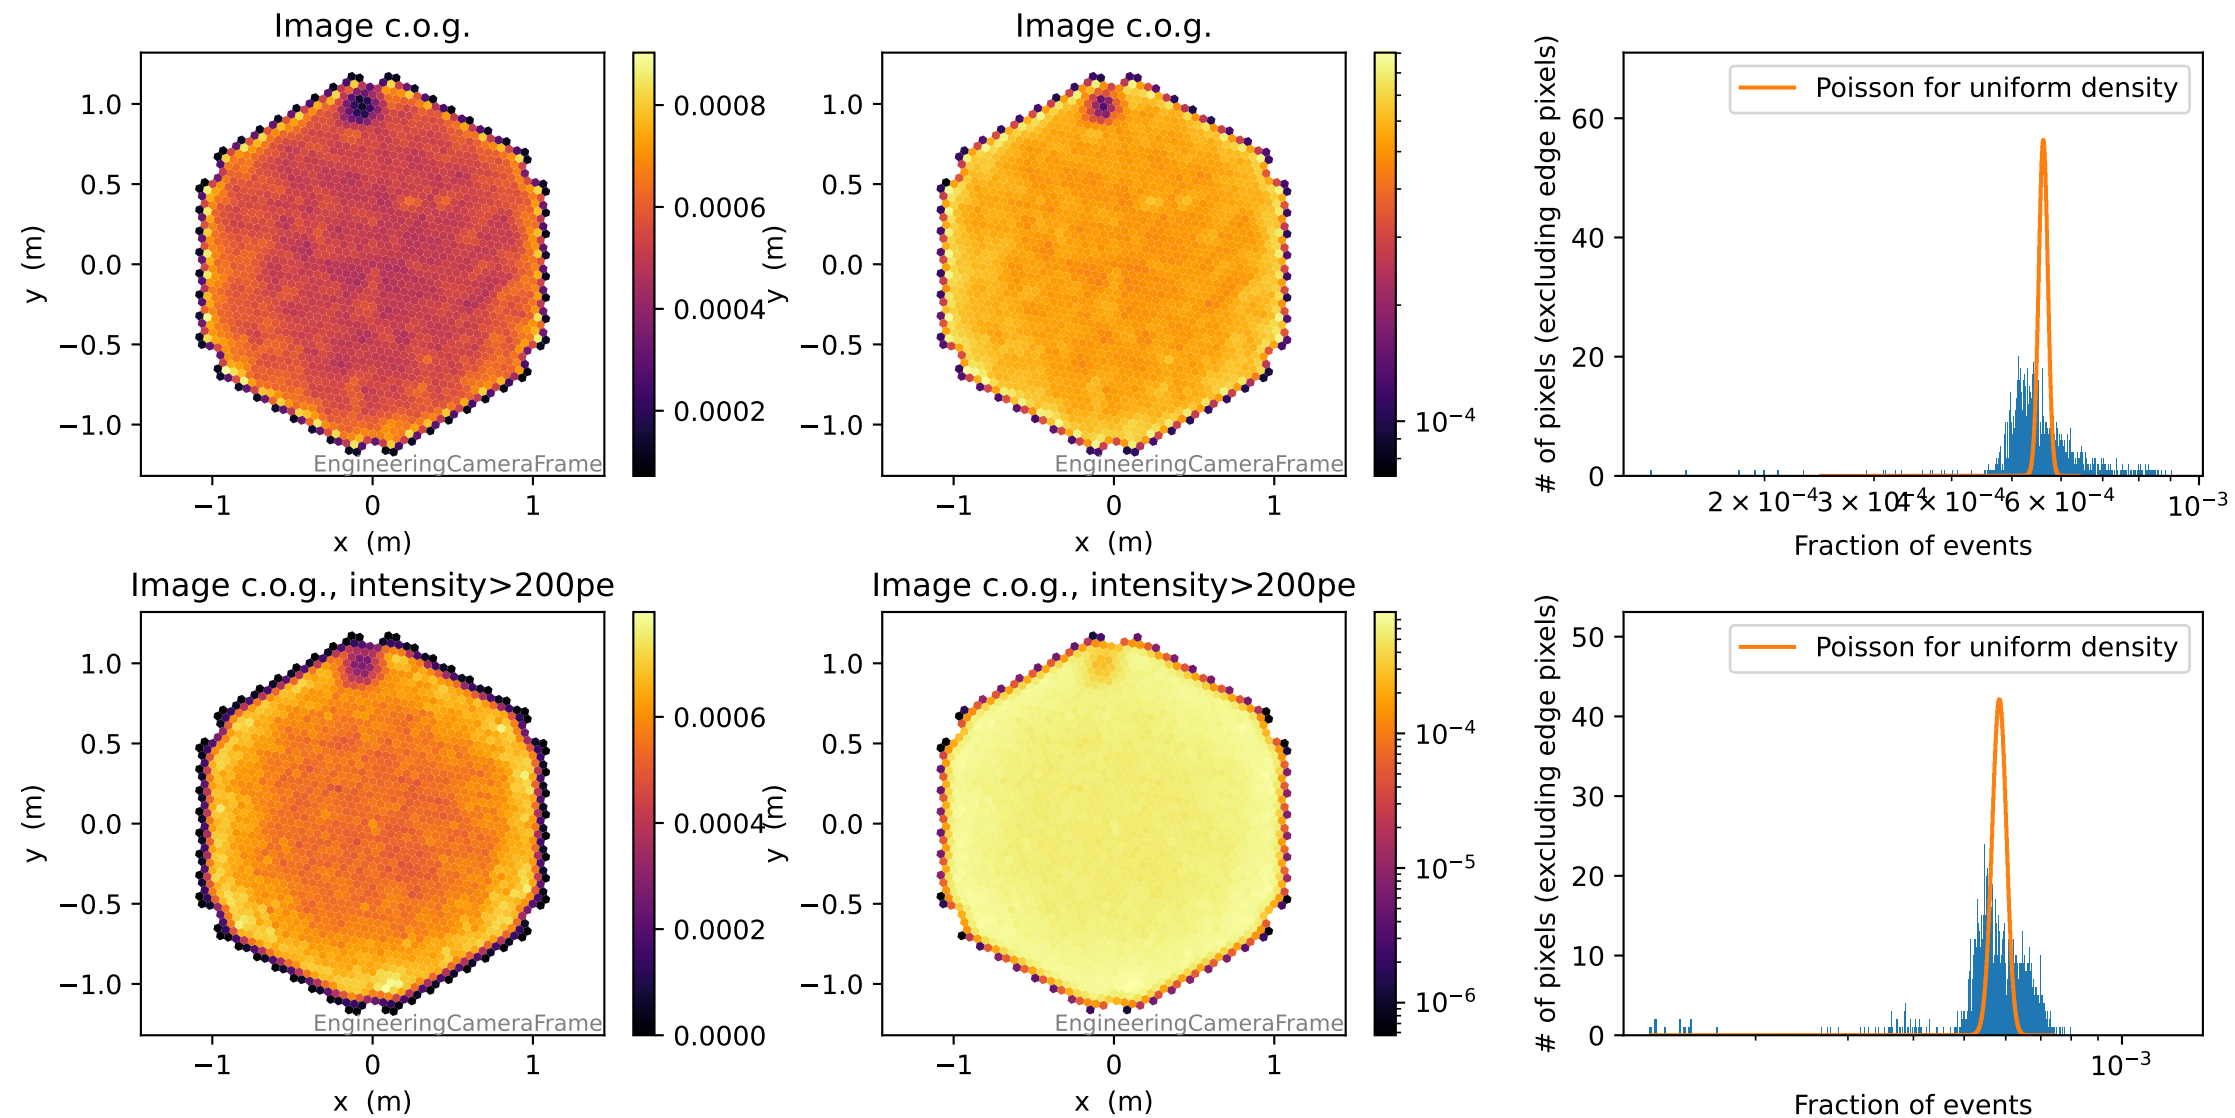 Image c.o.g.
1.0
0.5
0.0
−0.5
−1.0
y (m)
−1
0
1
x (m)
EngineeringCameraFrame
0.0008
0.0006
0.0004
0.0002
Image c.o.g.
1.0
0.5
0.0
−0.5
−1.0
y (m)
−1
0
1
x (m)
EngineeringCameraFrame
10⁻⁴
# of pixels (excluding edge pixels)
60
40
20
0
Poisson for uniform density
2 × 10⁻⁴
3 × 10⁻⁴
4 × 10⁻⁴
6 × 10⁻⁴
10⁻³
Fraction of events
Image c.o.g., intensity>200pe
1.0
0.5
0.0
−0.5
−1.0
y (m)
−1
0
1
x (m)
EngineeringCameraFrame
0.0006
0.0004
0.0002
0.0000
Image c.o.g., intensity>200pe
1.0
0.5
0.0
−0.5
−1.0
y (m)
−1
0
1
x (m)
EngineeringCameraFrame
10⁻⁴
10⁻⁵
10⁻⁶
# of pixels (excluding edge pixels)
50
40
30
20
10
0
Poisson for uniform density
10⁻³
Fraction of events